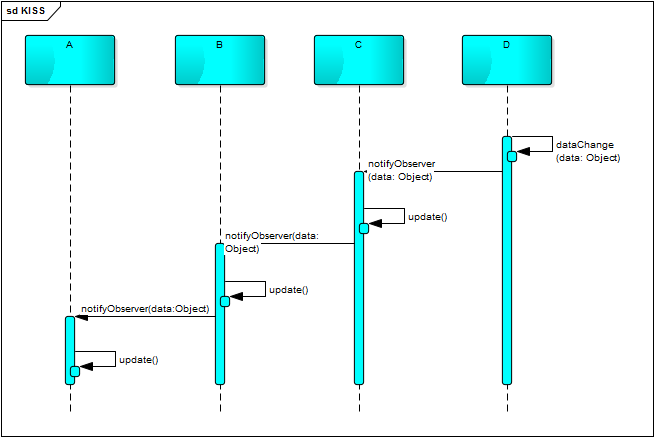 sd KISS
A
B
C
D
dataChange
(data: Object)
notifyObserver
(data: Object)
update()
notifyObserver(data:
Object)
update()
notifyObserver(data:Object)
update()